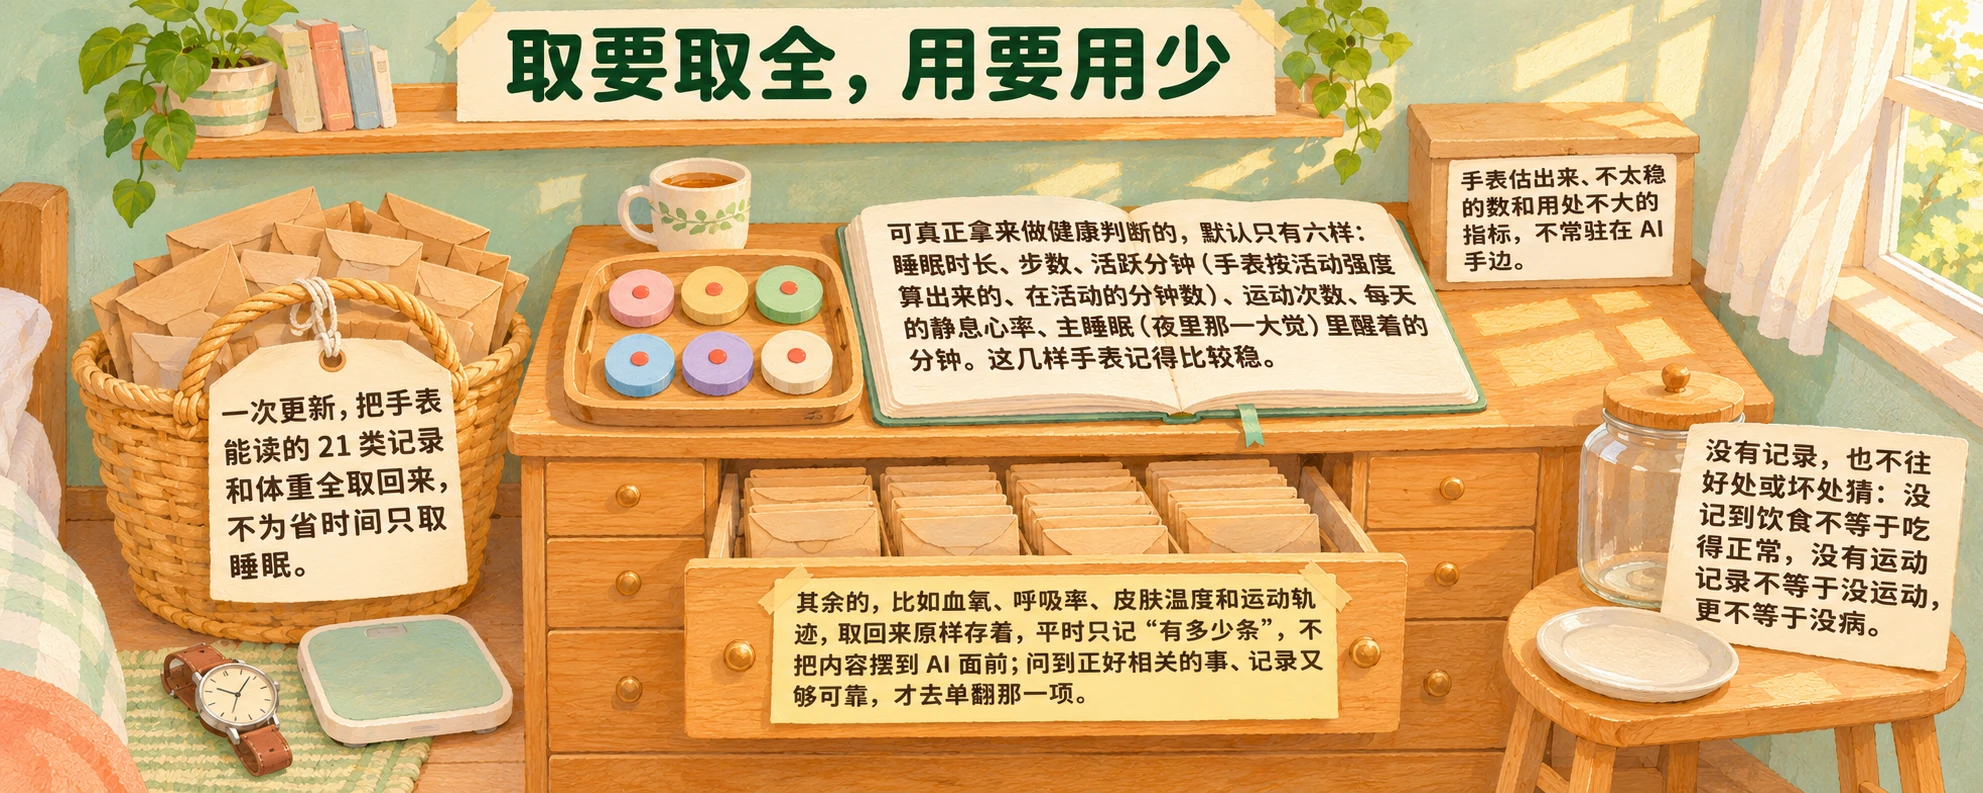 取要取全，用要用少
一次更新，把手表
能读的 21 类记录
和体重全取回来，
不为省时间只取
睡眠。
可真正拿来做健康判断的，默认只有六样：
睡眠时长、步数、活跃分钟（手表按活动强度
算出来的、在活动的分钟数）、运动次数、每天
的静息心率、主睡眠（夜里那一大觉）里醒着的
分钟。这几样手表记得比较稳。
手表估出来、不太稳
的数和用处不大的
指标，不常驻在 AI
手边。
其余的，比如血氧、呼吸率、皮肤温度和运动轨
迹，取回来原样存着，平时只记“有多少条”，不
把内容摆到 AI 面前；问到正好相关的事、记录又
够可靠，才去单翻那一项。
没有记录，也不往
好处或坏处猜：没
记到饮食不等于吃
得正常，没有运动
记录不等于没运动，
更不等于没病。